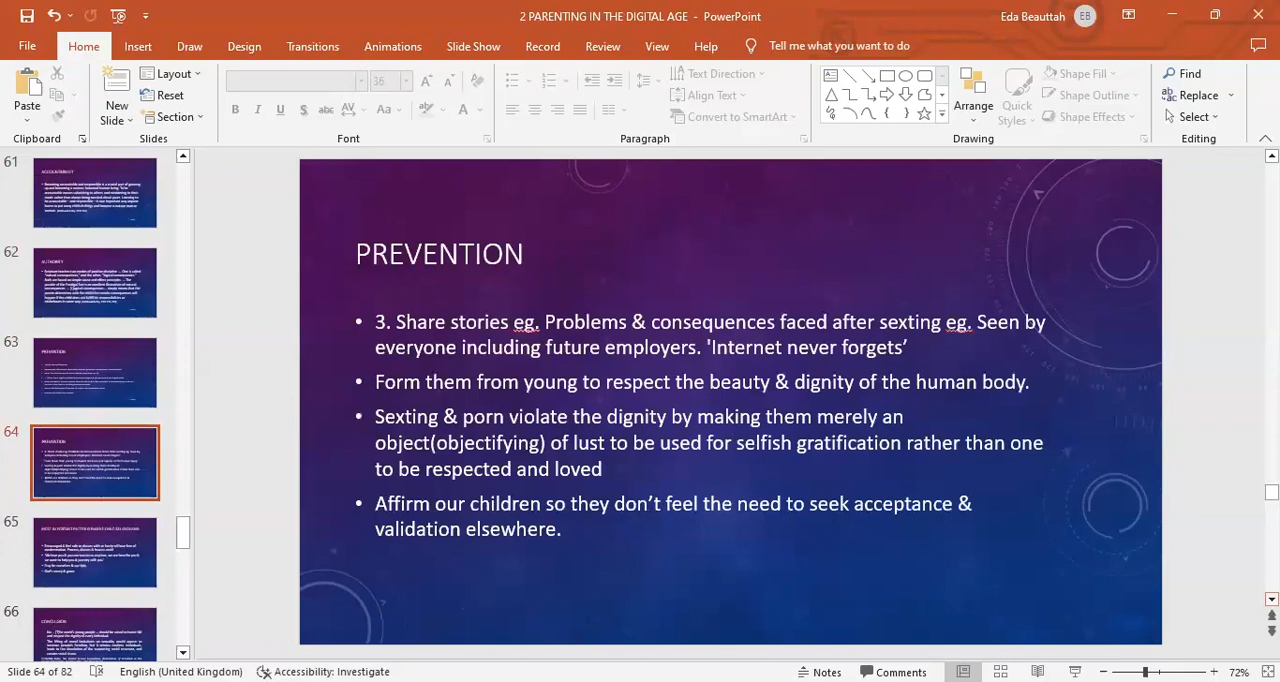 2 PARENTING IN THE DIGITAL AGE - PowerPoint
Eda Beauttah
EB
File Home Insert Draw Design Transitions Animations Slide Show Record Review View Help Tell me what you want to do
Paste
New Slide
Layout
Reset
Section
36
Text Direction
Align Text
Convert to SmartArt
Arrange
Quick Styles
Shape Fill
Shape Outline
Shape Effects
Find
Replace
Select
Clipboard Slides Font Paragraph Drawing Editing
61
ACCOUNTABILITY
62
AUTHORITY
63
PREVENTION
64
PREVENTION
65
66
CONCLUSION
PREVENTION
• 3. Share stories eg. Problems & consequences faced after sexting eg. Seen by
everyone including future employers. 'Internet never forgets’
• Form them from young to respect the beauty & dignity of the human body.
• Sexting & porn violate the dignity by making them merely an
object(objectifying) of lust to be used for selfish gratification rather than one
to be respected and loved
• Affirm our children so they don’t feel the need to seek acceptance &
validation elsewhere.
Slide 64 of 82 English (United Kingdom) Accessibility: Investigate Notes Comments 72%